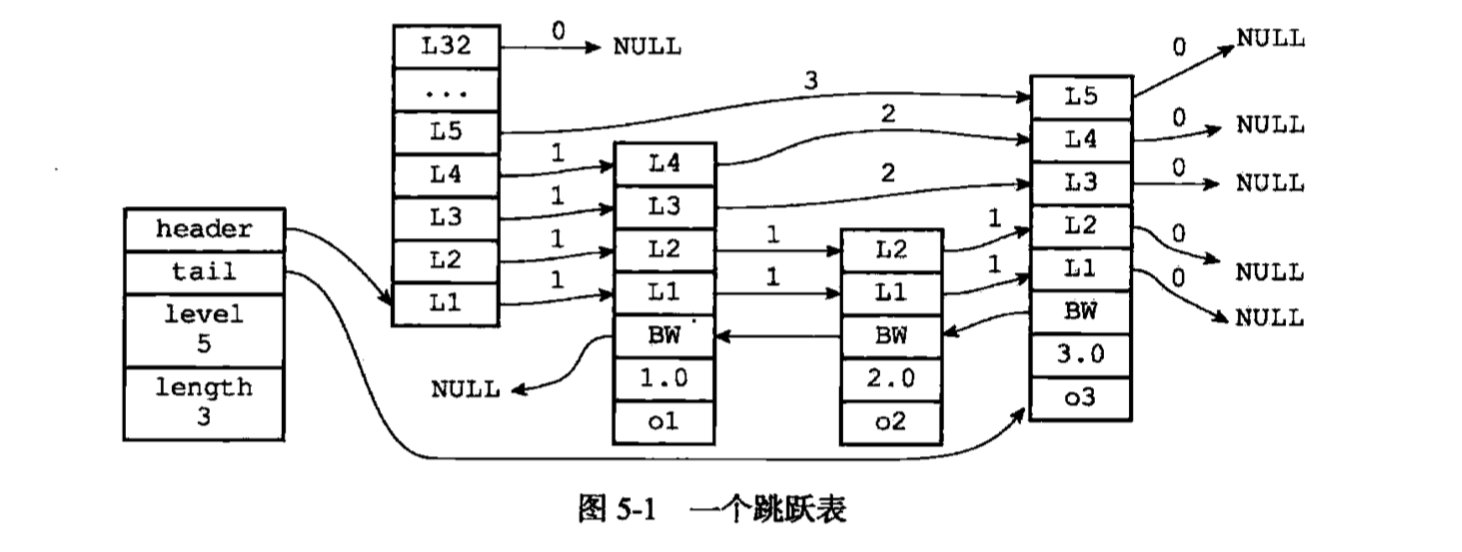 header
tail
level
5
length
3
L32
...
L5
L4
L3
L2
L1
0
NULL
3
1
1
1
1
L4
L3
L2
L1
BW
1.0
o1
NULL
2
2
1
1
L2
L1
BW
2.0
o2
1
1
L5
L4
L3
L2
L1
BW
3.0
o3
0
NULL
0
NULL
0
NULL
0
NULL
0
NULL
图 5-1 一个跳跃表